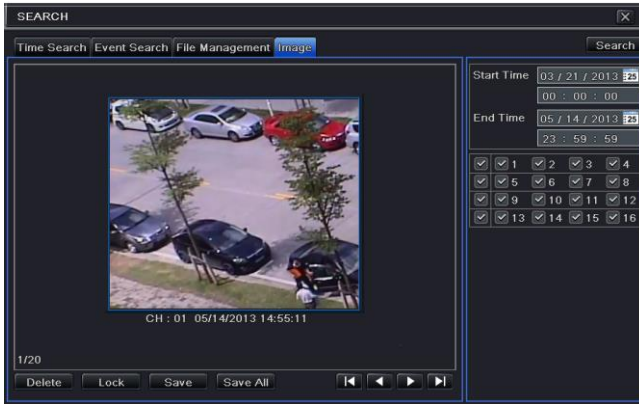 SEARCH
Time Search Event Search File Management Image Search
Start Time 03 / 21 / 2013 25
00 : 00 : 00
End Time 05 / 14 / 2013 25
23 : 59 : 59
1 2 3 4
5 6 7 8
9 10 11 12
13 14 15 16
CH : 01 05/14/2013 14:55:11
1/20
Delete Lock Save Save All